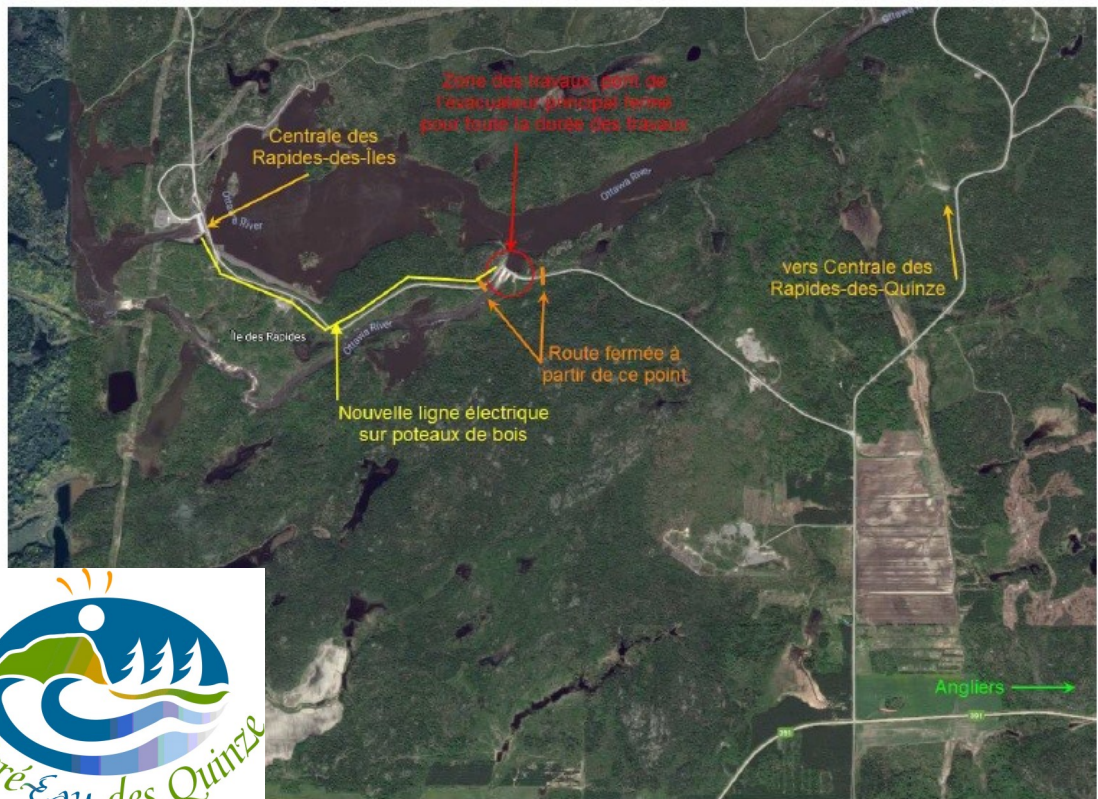 Ottawa R
Zone des travaux: pont de
l'évacuateur principal fermé
pour toute la durée des travaux
Centrale des
Rapides-des-Îles
Ottawa River
Ottawa River
vers Centrale des
Rapides-des-Quinze
Île des Rapides
Ottawa River
Route fermée à
partir de ce point
Nouvelle ligne électrique
sur poteaux de bois
Angliers
391
391
des Quinze